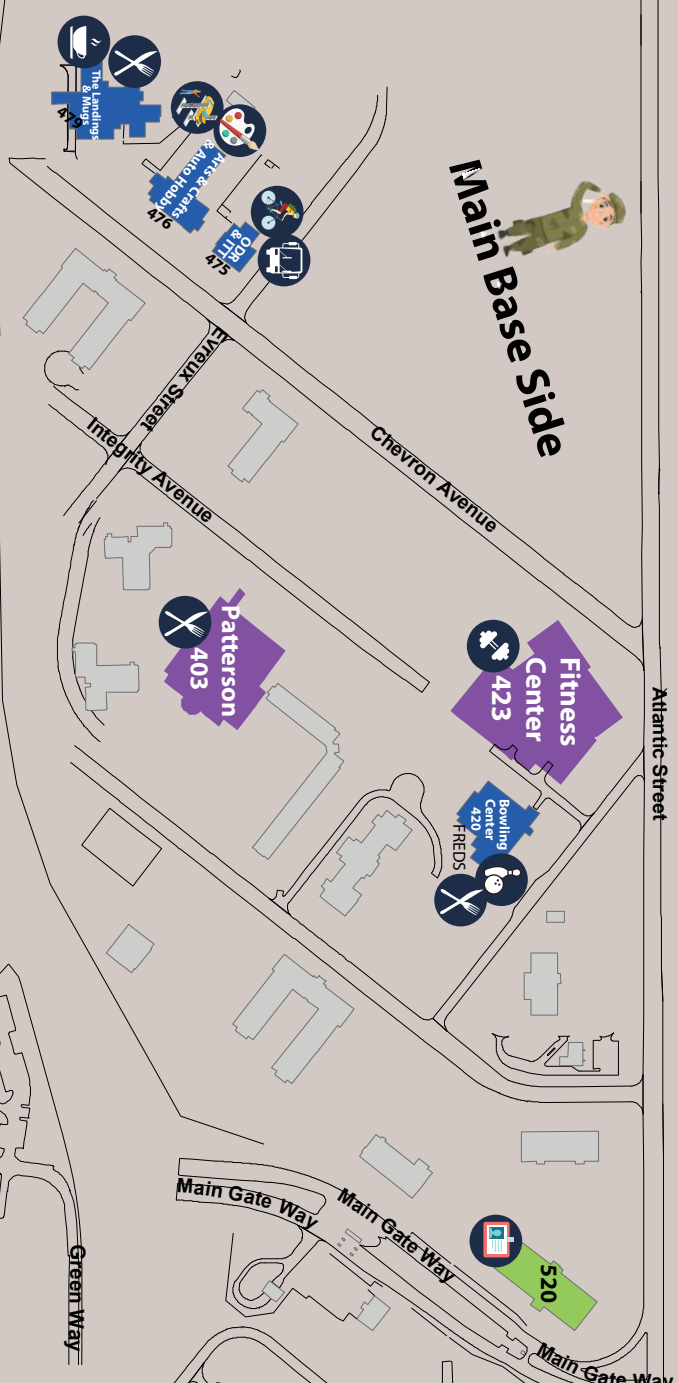 The Landings
& Mugs
479
Arts & Crafts
& Auto Hobby
476
ODR
& ITT
475
Main Base Side
Evreux Street
Integrity Avenue
Chevron Avenue
Patterson
403
Fitness
Center
423
Atlantic Street
Bowling
Center
420
FREDS
Main Gate Way
Main Gate Way
520
Green Way
Main Gate Way